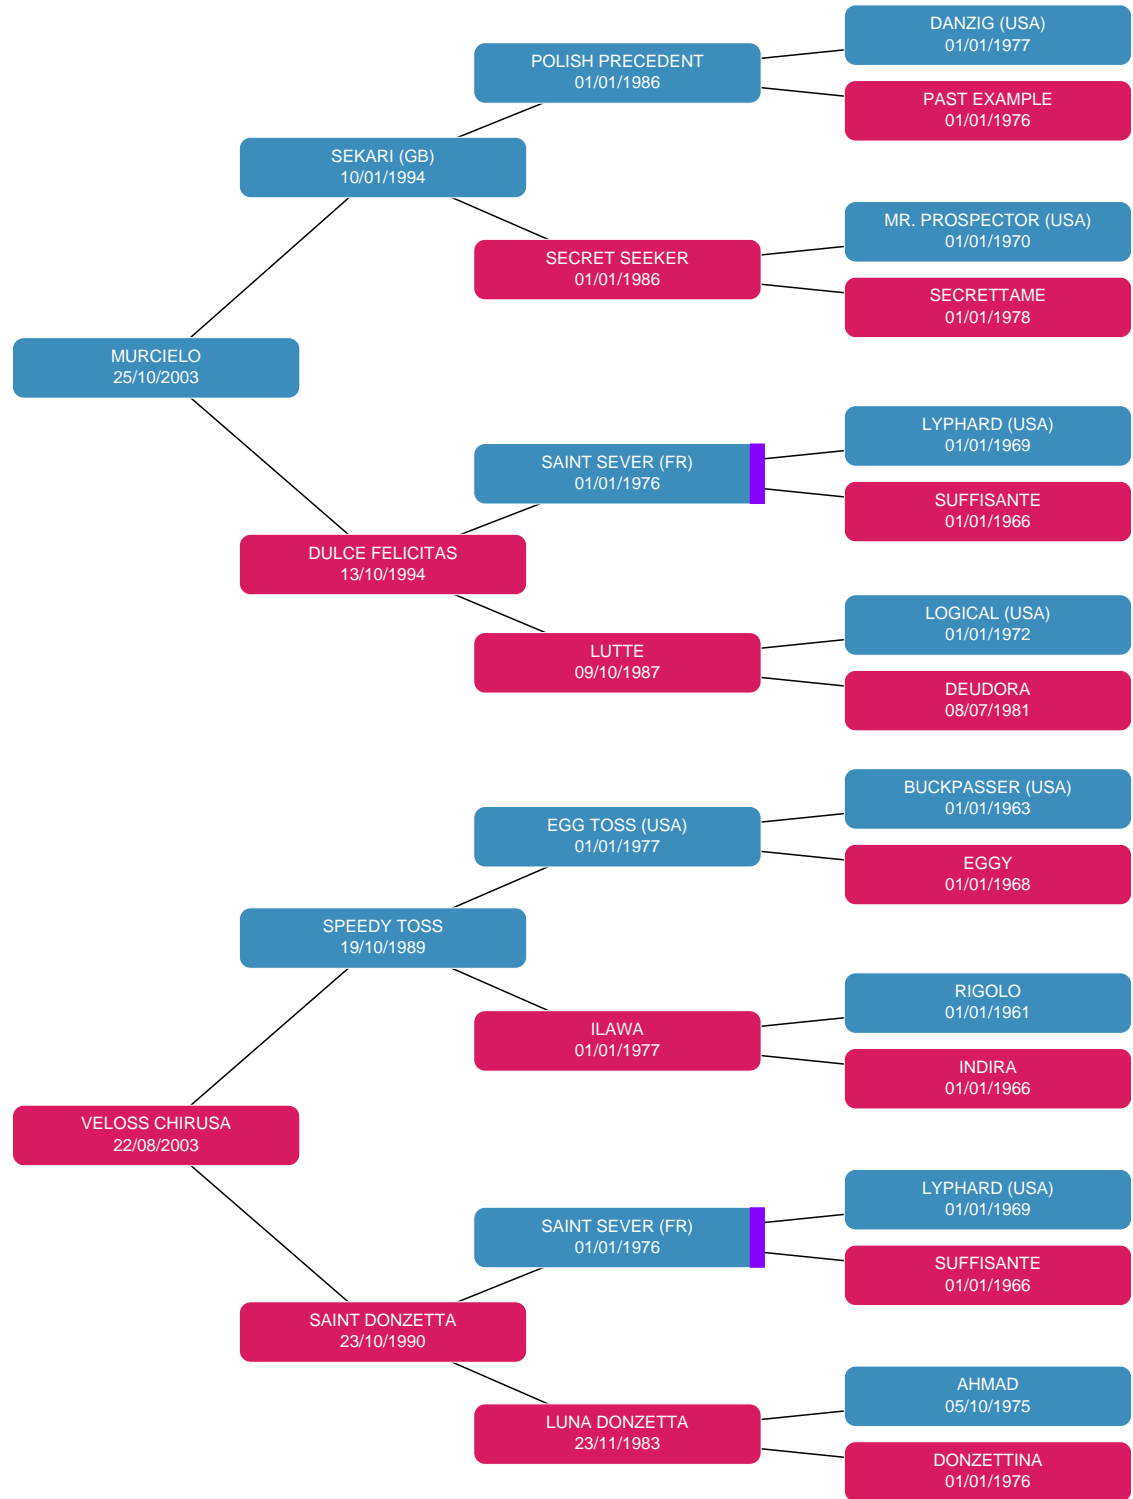 DANZIG (USA)
01/01/1977
POLISH PRECEDENT
01/01/1986
PAST EXAMPLE
01/01/1976
SEKARI (GB)
10/01/1994
MR. PROSPECTOR (USA)
01/01/1970
SECRET SEEKER
01/01/1986
SECRETTAME
01/01/1978
MURCIELO
25/10/2003
LYPHARD (USA)
01/01/1969
SAINT SEVER (FR)
01/01/1976
SUFFISANTE
01/01/1966
DULCE FELICITAS
13/10/1994
LOGICAL (USA)
01/01/1972
LUTTE
09/10/1987
DEUDORA
08/07/1981
BUCKPASSER (USA)
01/01/1963
EGG TOSS (USA)
01/01/1977
EGGY
01/01/1968
SPEEDY TOSS
19/10/1989
RIGOLO
01/01/1961
ILAWA
01/01/1977
INDIRA
01/01/1966
VELOSS CHIRUSA
22/08/2003
LYPHARD (USA)
01/01/1969
SAINT SEVER (FR)
01/01/1976
SUFFISANTE
01/01/1966
SAINT DONZETTA
23/10/1990
AHMAD
05/10/1975
LUNA DONZETTA
23/11/1983
DONZETTINA
01/01/1976